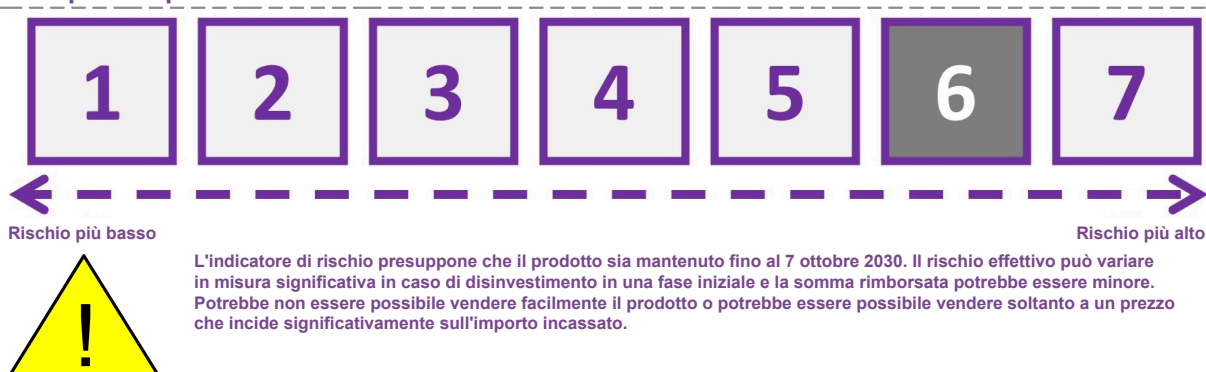 1 2 3 4 5 6 7
Rischio più basso Rischio più alto
L'indicatore di rischio presuppone che il prodotto sia mantenuto fino al 7 ottobre 2030. Il rischio effettivo può variare
in misura significativa in caso di disinvestimento in una fase iniziale e la somma rimborsata potrebbe essere minore.
Potrebbe non essere possibile vendere facilmente il prodotto o potrebbe essere possibile vendere soltanto a un prezzo
che incide significativamente sull'importo incassato.
!